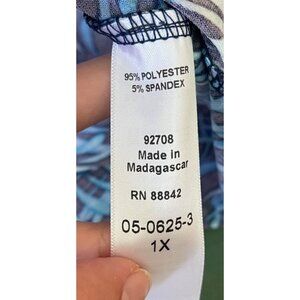 95% POLYESTER
5% SPANDEX
92708
Made in
Madagascar
RN 88842
05-0625-3
1X